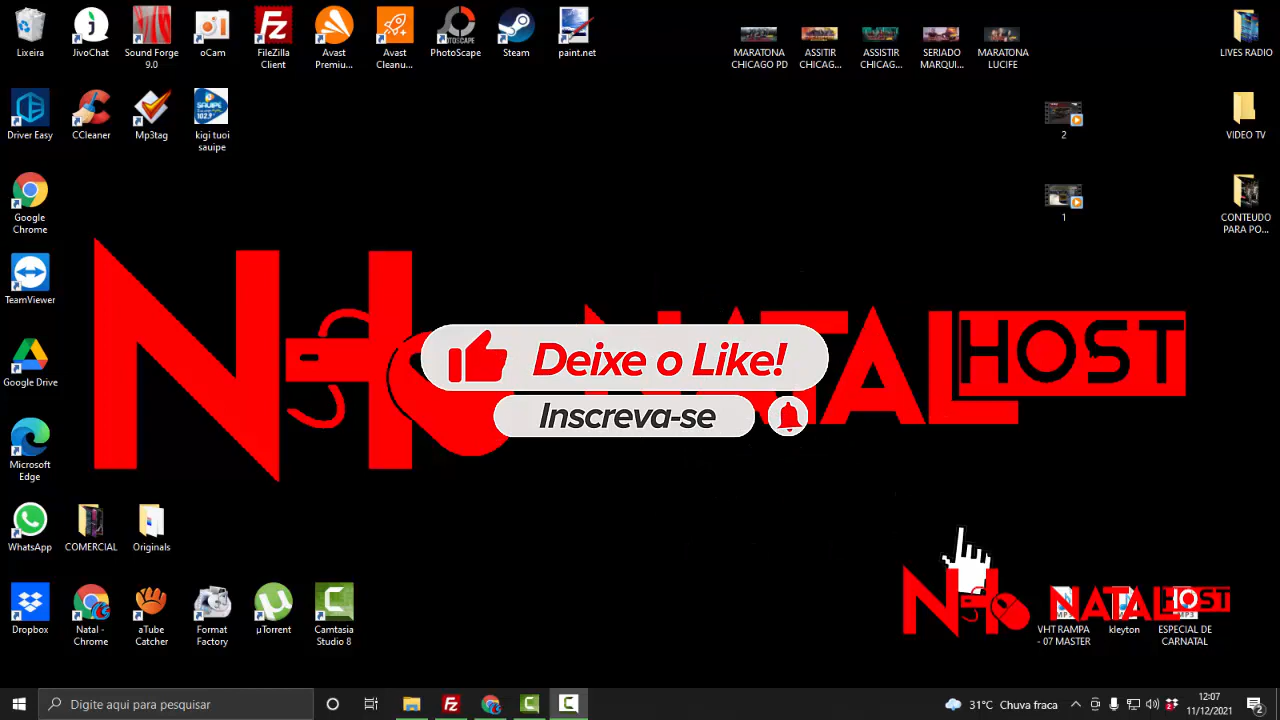 Lixeira
JivoChat
Sound Forge
9.0
oCam
FileZilla
Client
Avast
Premiu...
Avast
Cleanu...
PhotoScape
Steam
paint.net
MARATONA
CHICAGO PD
ASSITIR
CHICAG...
ASSISTIR
CHICAG...
SERIADO
MARQUI...
MARATONA
LUCIFE
LIVES RADIO
Driver Easy
CCleaner
Mp3tag
kigi tuoi
sauipe
2
VIDEO TV
Google
Chrome
1
CONTEUDO
PARA PO...
TeamViewer
Google Drive
NATALHOST
Deixe o Like!
Inscreva-se
Microsoft
Edge
WhatsApp
COMERCIAL
Originals
Dropbox
Natal -
Chrome
aTube
Catcher
Format
Factory
µTorrent
Camtasia
Studio 8
NATALHOST
VHT RAMPA
- 07 MASTER
kleyton
ESPECIAL DE
CARNATAL
Digite aqui para pesquisar
31°C Chuva fraca
12:07
11/12/2021
2